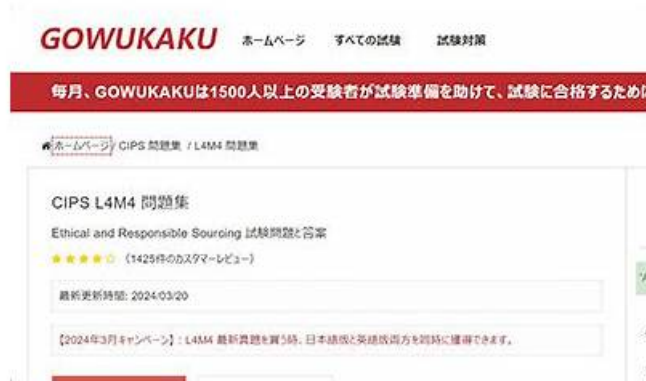 GOWUKAKU ホームページ すべての試験 試験対策
毎月、GOWUKAKUは1500人以上の受験者が試験準備を助けて、試験に合格するために
ホームページ/ CIPS 問題集 / L4M4 問題集
CIPS L4M4 問題集
Ethical and Responsible Sourcing 試験問題と答案
(1425件のカスタマーレビュー)
最新更新時間: 2024/03/20
【2024年3月キャンペーン】: L4M4 最新真題を買う時、日本語版と英語版両方を同時に獲得できます。